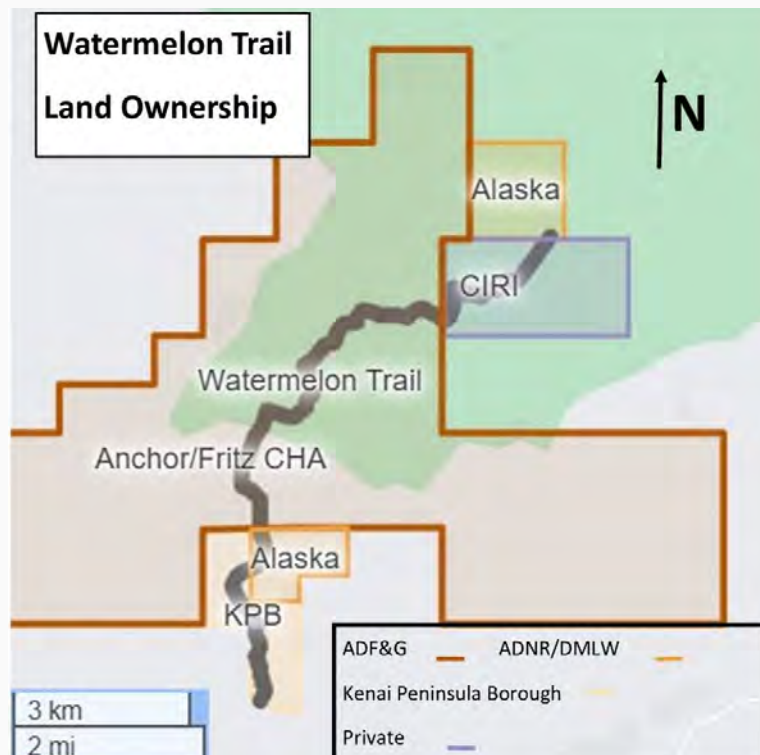 Watermelon Trail
Land Ownership
N
Alaska
CIRI
Watermelon Trail
Anchor/Fritz CHA
Alaska
KPB
ADF&G ADNR/DMLW
Kenai Peninsula Borough
Private
3 km
2 mi